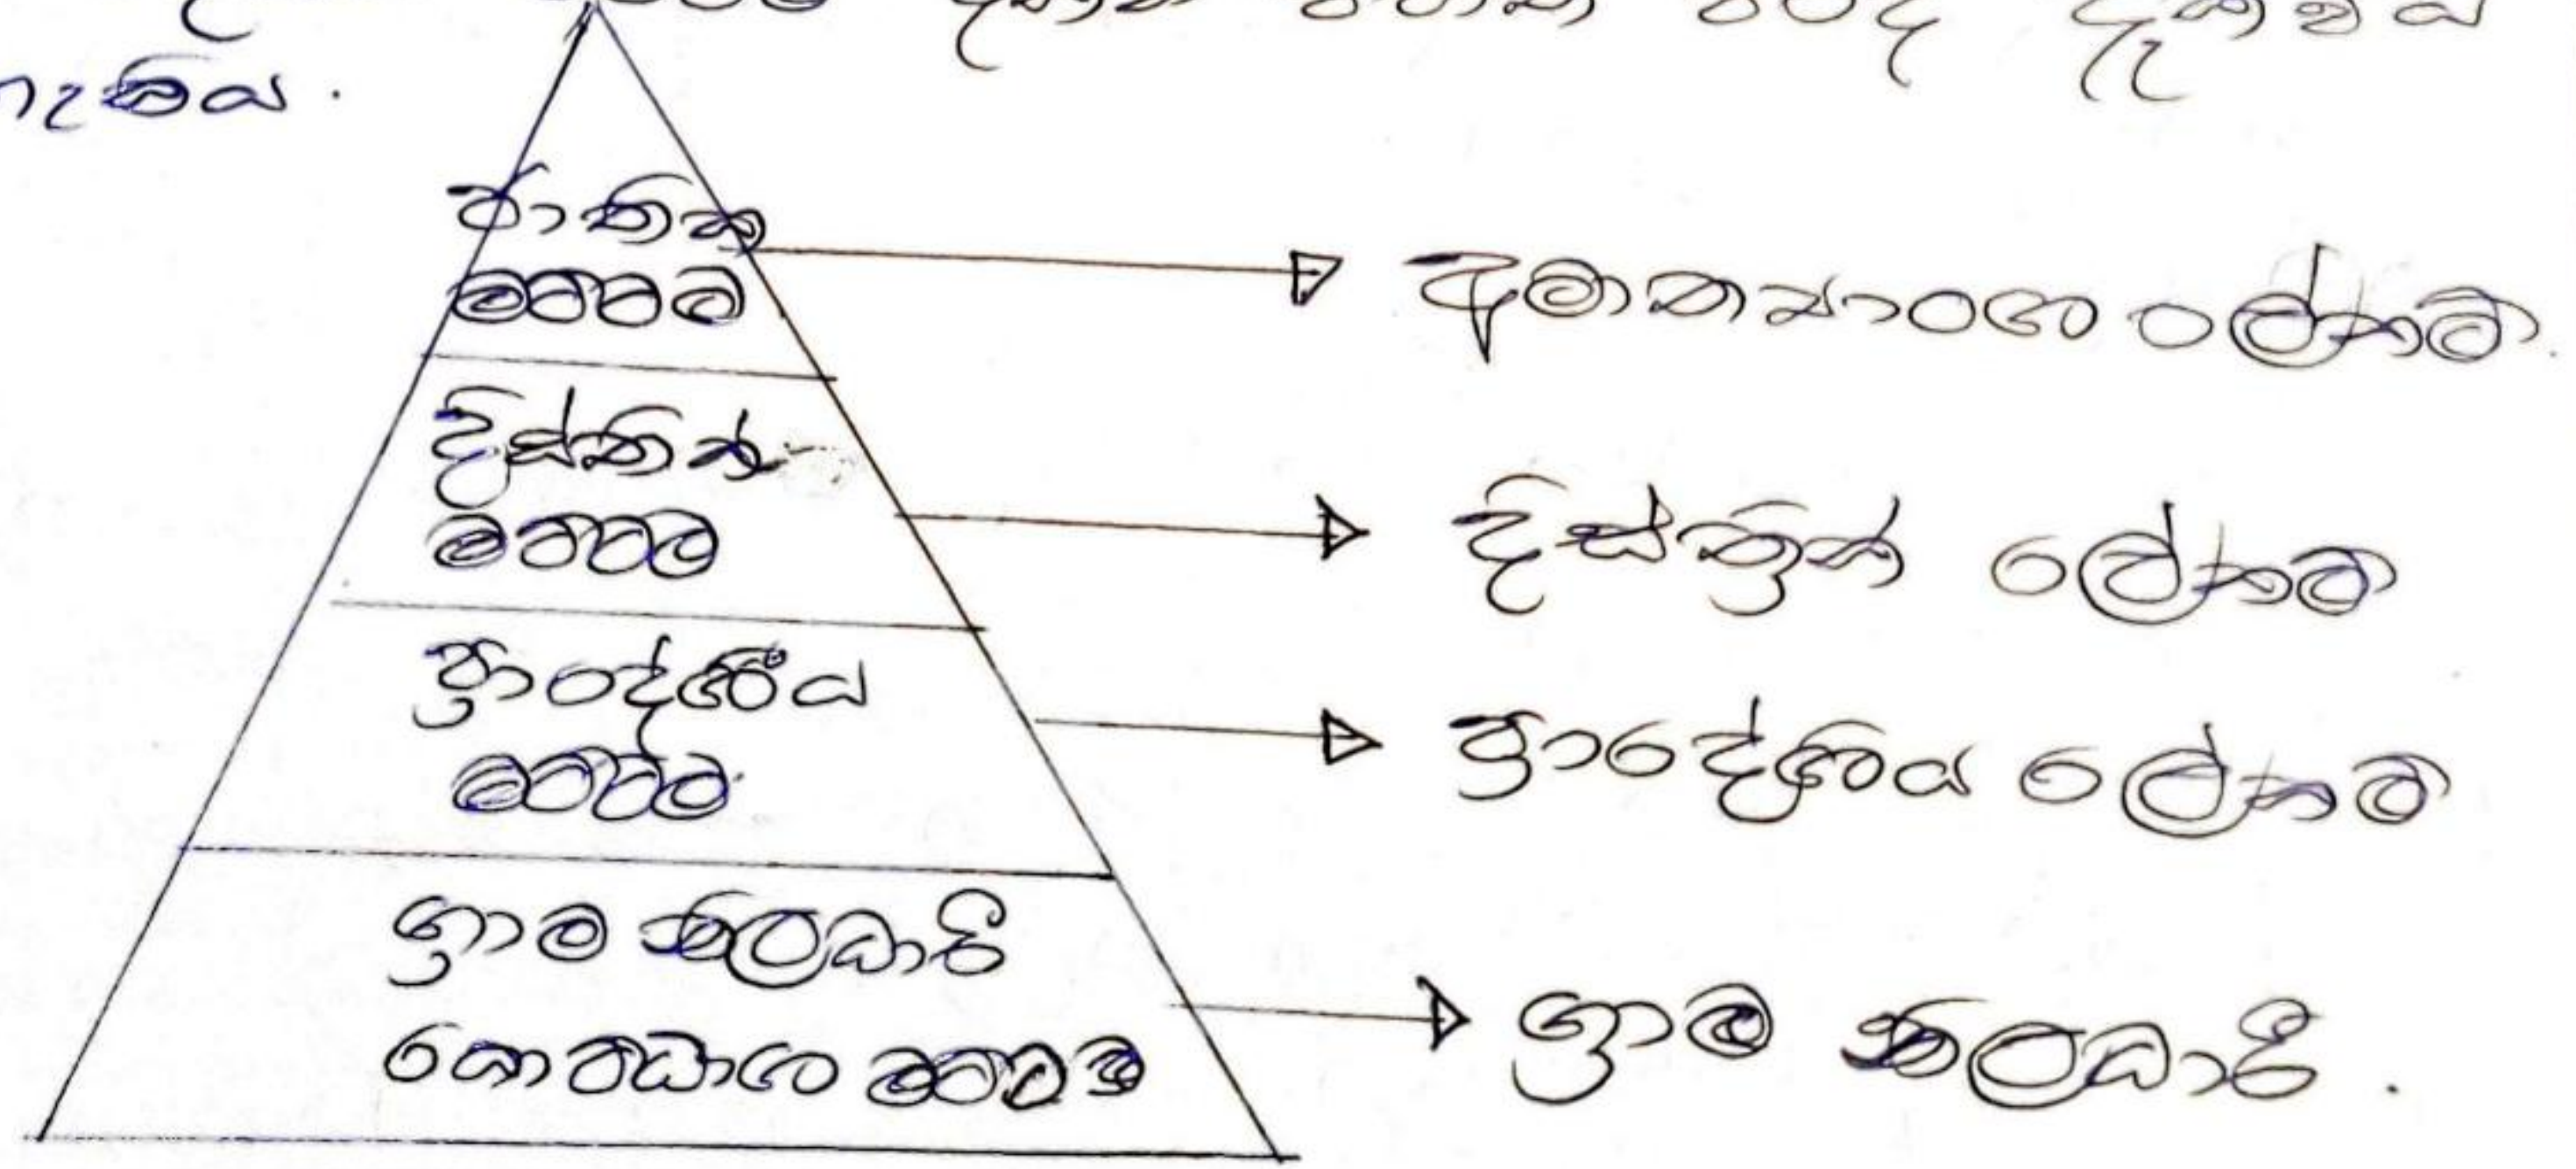 ජාතික
මට්ටම
අමාත්‍යාංශ ලේකම්
දිස්ත්‍රික්
මට්ටම
දිස්ත්‍රික් ලේකම්
ප්‍රාදේශීය
මට්ටම
ප්‍රාදේශිය ලේකම්
ග්‍රාම නිලධාරී
කොට්ඨාශ මට්ටම
ග්‍රාම නිලධාරී .